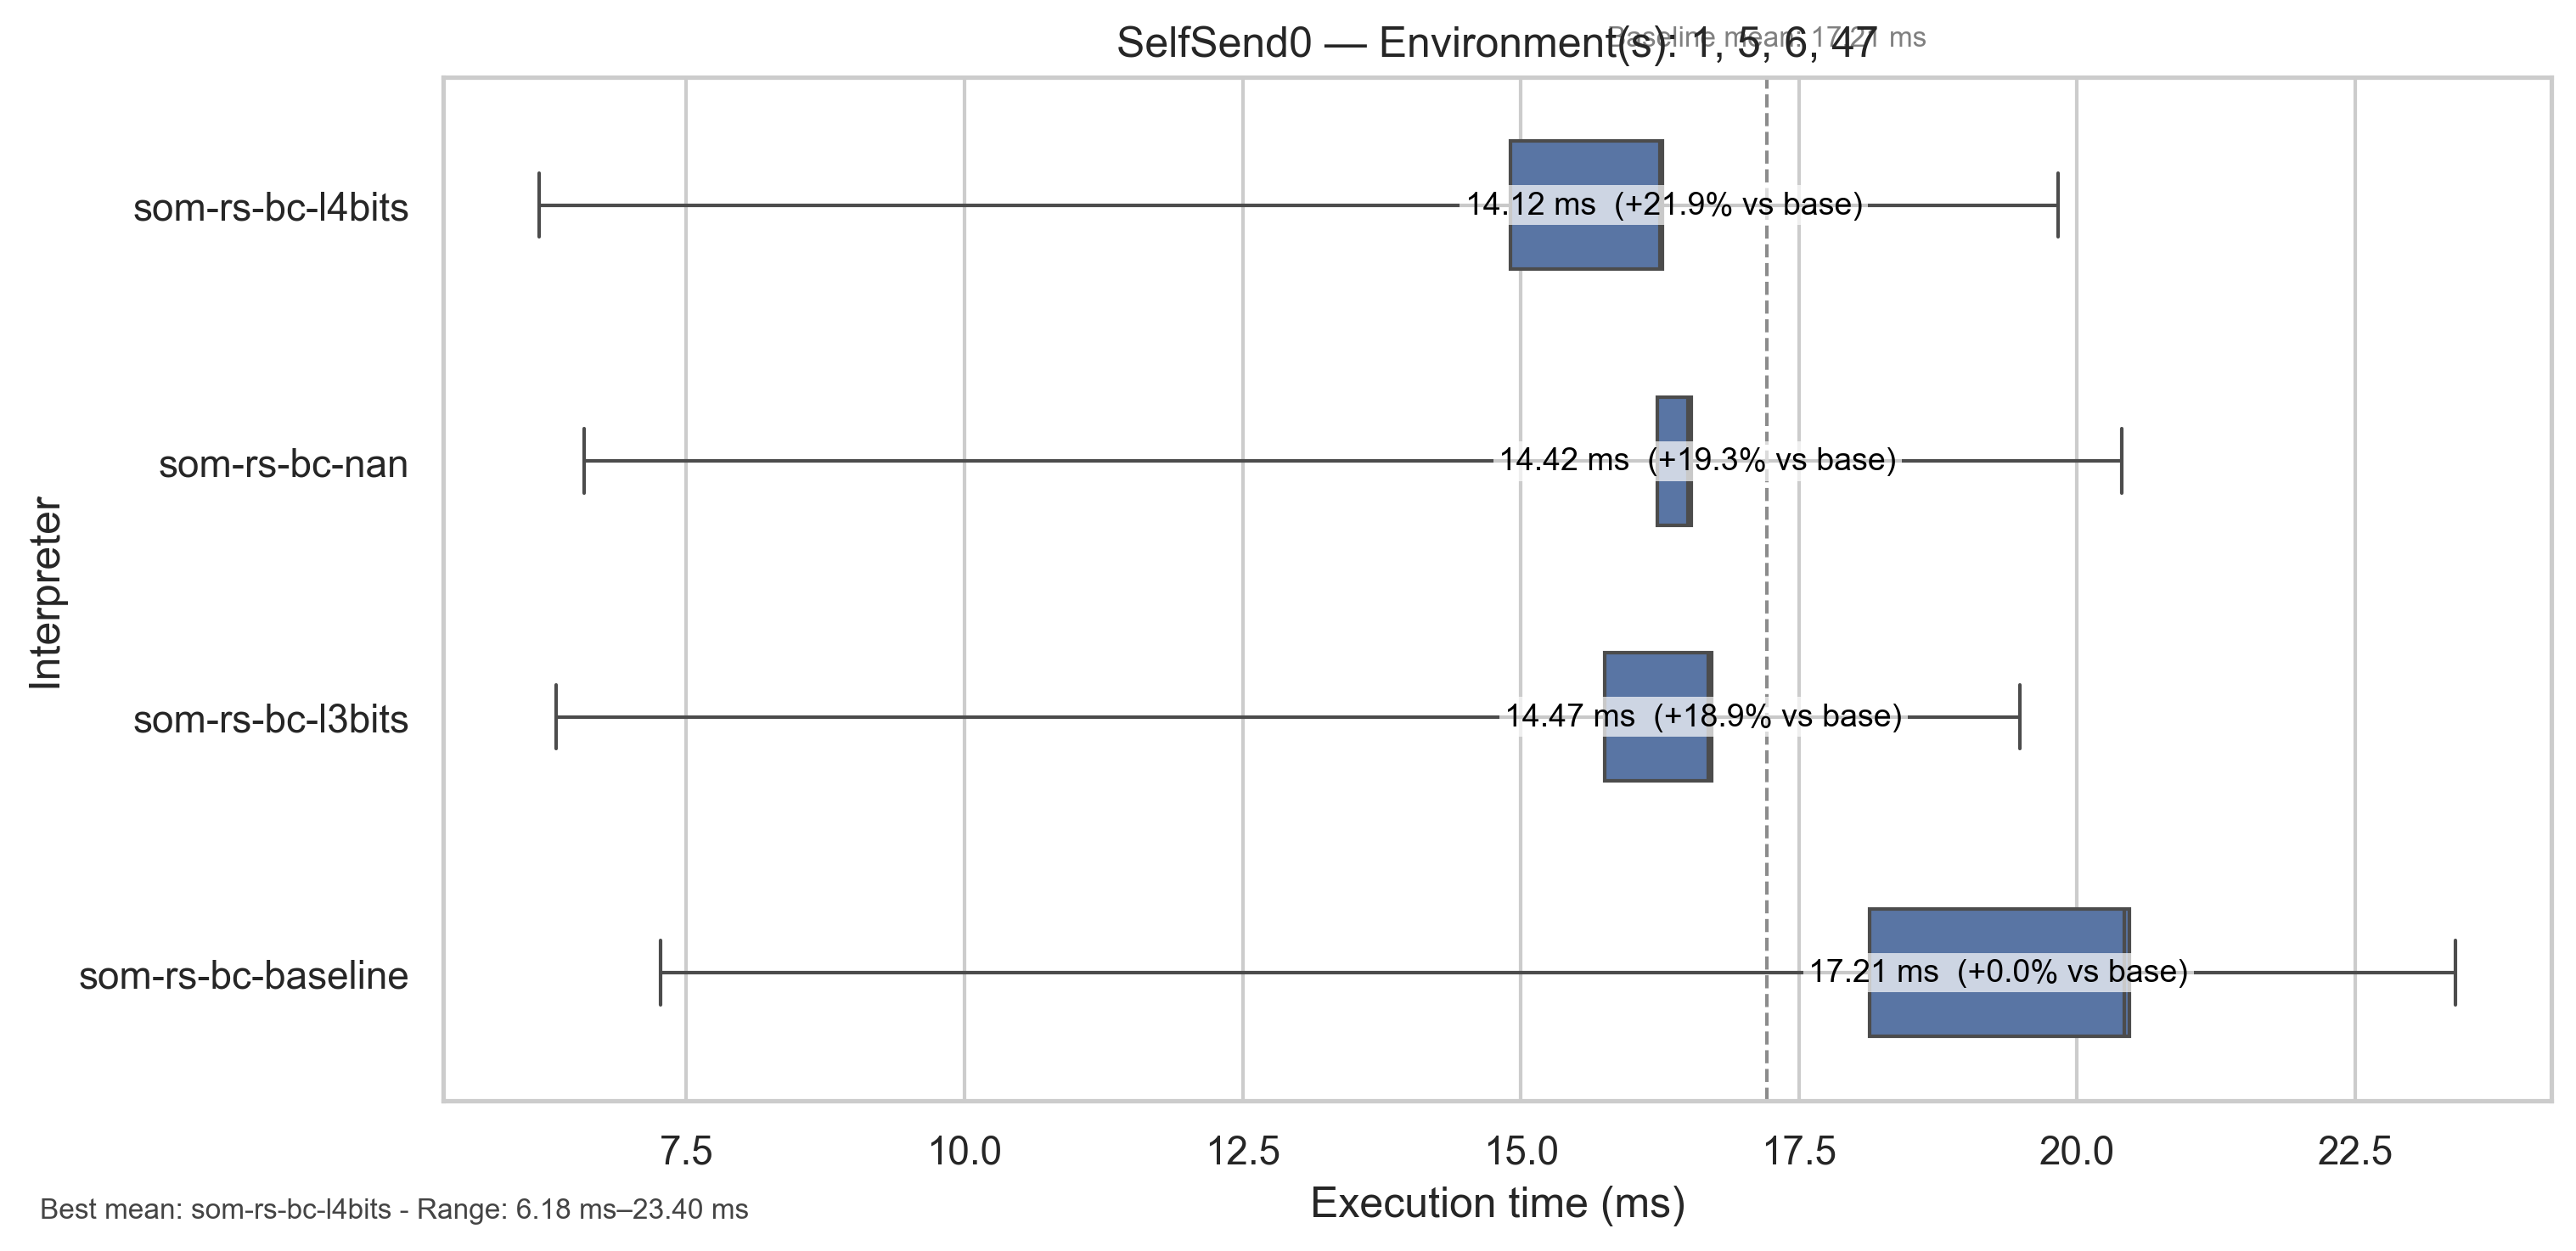 SelfSend0 — Environment(s): 1, 5, 6, 47
Baseline mean: 17.21 ms
Interpreter
som-rs-bc-l4bits
14.12 ms (+21.9% vs base)
som-rs-bc-nan
14.42 ms (+19.3% vs base)
som-rs-bc-l3bits
14.47 ms (+18.9% vs base)
som-rs-bc-baseline
17.21 ms (+0.0% vs base)
7.5 10.0 12.5 15.0 17.5 20.0 22.5
Execution time (ms)
Best mean: som-rs-bc-l4bits - Range: 6.18 ms–23.40 ms